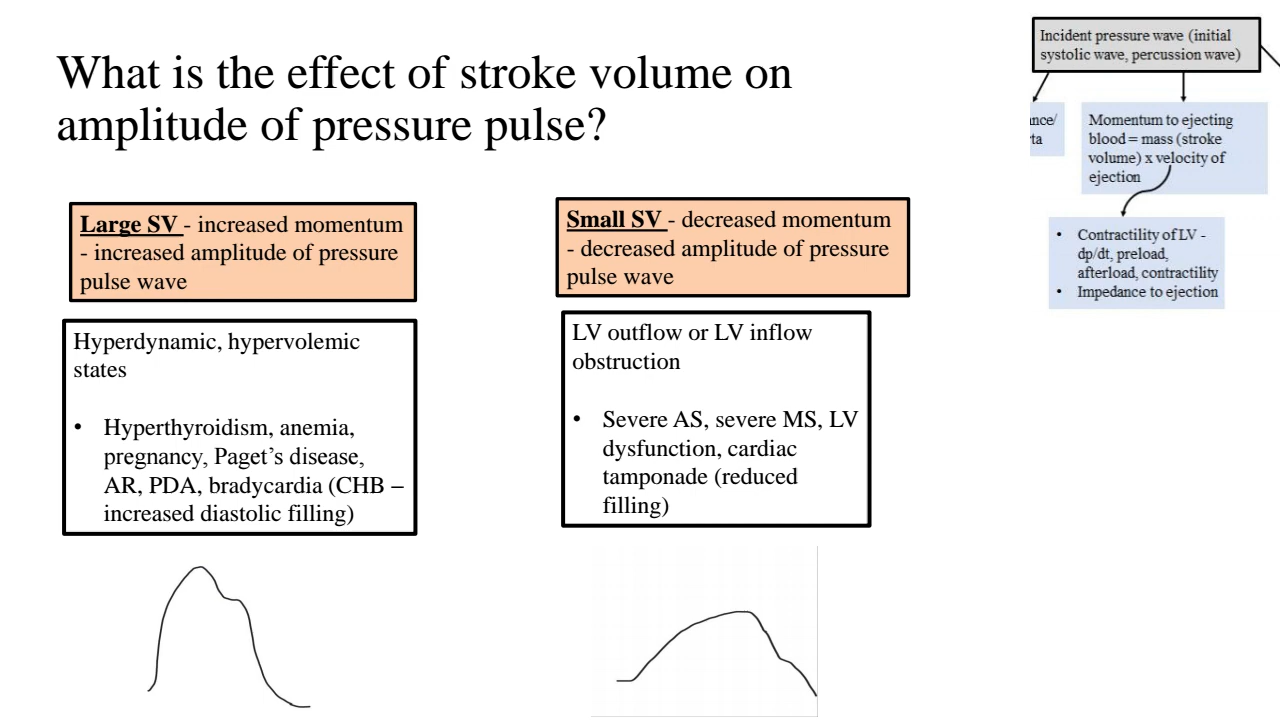 What is the effect of stroke volume on
amplitude of pressure pulse?
Incident pressure wave (initial
systolic wave, percussion wave)
nce/
ta
Momentum to ejecting
blood = mass (stroke
volume) x velocity of
ejection
• Contractility of LV -
dp/dt, preload,
afterload, contractility
• Impedance to ejection
Large SV - increased momentum
- increased amplitude of pressure
pulse wave
Hyperdynamic, hypervolemic
states
• Hyperthyroidism, anemia,
pregnancy, Paget’s disease,
AR, PDA, bradycardia (CHB –
increased diastolic filling)
Small SV - decreased momentum
- decreased amplitude of pressure
pulse wave
LV outflow or LV inflow
obstruction
• Severe AS, severe MS, LV
dysfunction, cardiac
tamponade (reduced
filling)